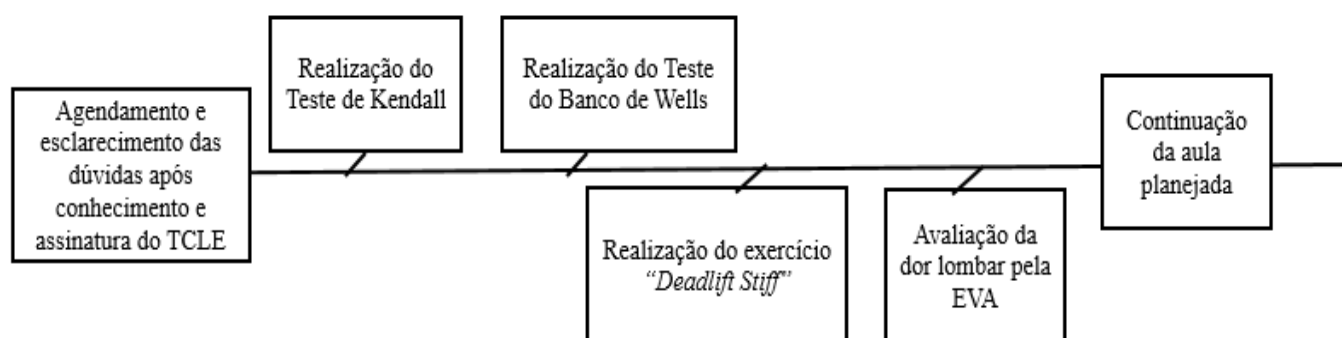 Agendamento e
esclarecimento das
dúvidas após
conhecimento e
assinatura do TCLE
Realização do
Teste de Kendall
Realização do Teste
do Banco de Wells
Realização do exercício
“Deadlift Stiff”
Avaliação da
dor lombar pela
EVA
Continuação
da aula
planejada